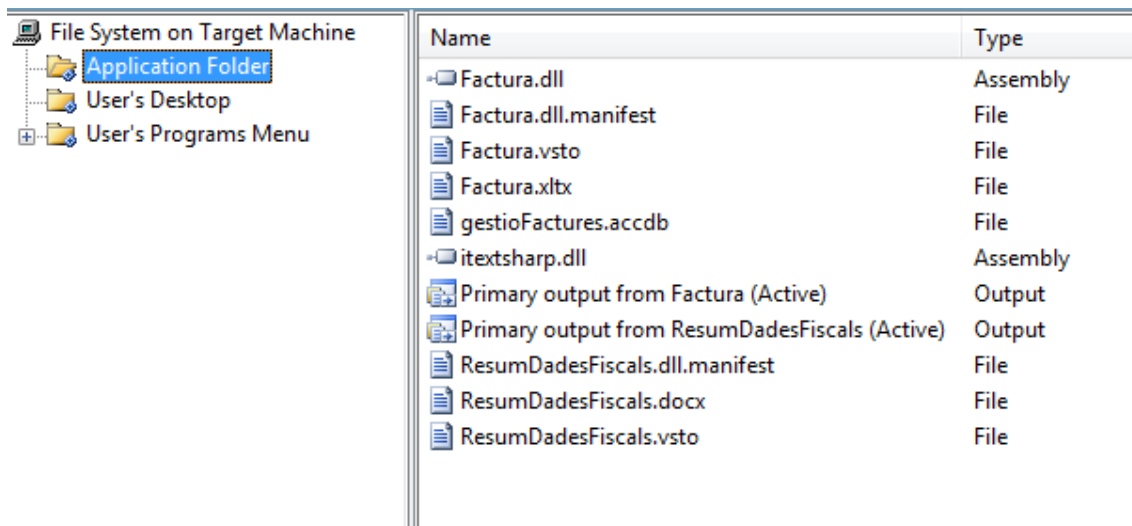 File System on Target Machine
Application Folder
User's Desktop
User's Programs Menu
Name Type
Factura.dll Assembly
Factura.dll.manifest File
Factura.vsto File
Factura.xltx File
gestioFactures.accdb File
itextsharp.dll Assembly
Primary output from Factura (Active) Output
Primary output from ResumDadesFiscals (Active) Output
ResumDadesFiscals.dll.manifest File
ResumDadesFiscals.docx File
ResumDadesFiscals.vsto File